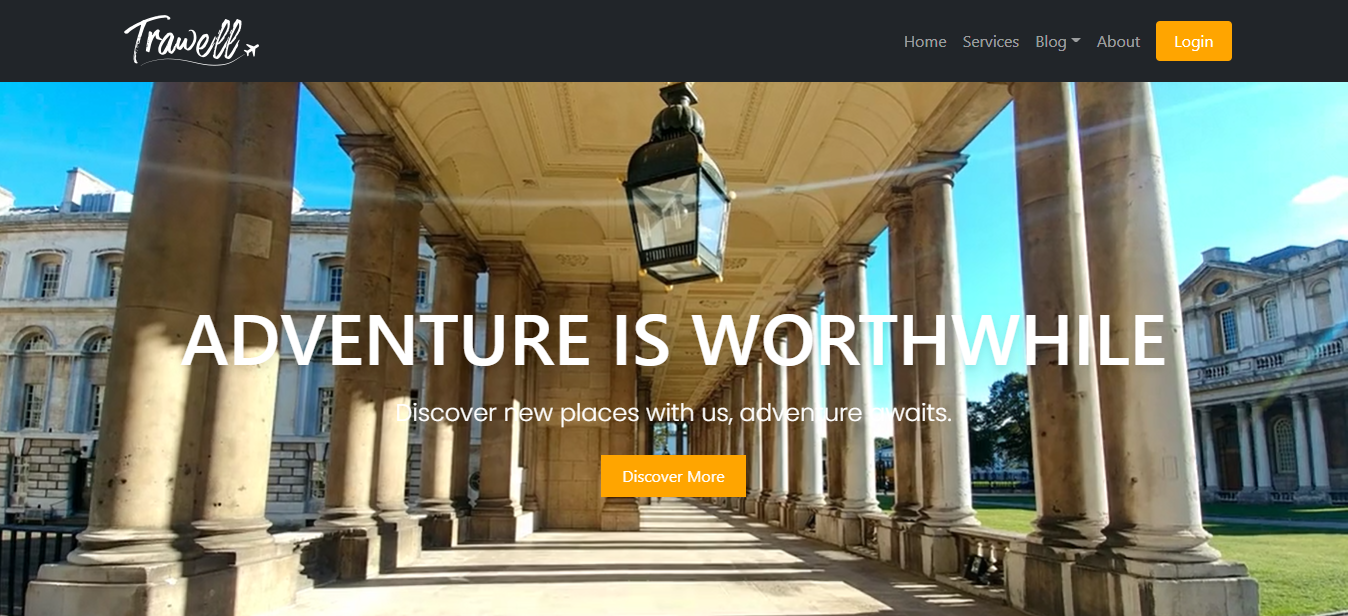 Trawell
Home Services Blog About Login
ADVENTURE IS WORTHWHILE
Discover new places with us, adventure awaits.
Discover More